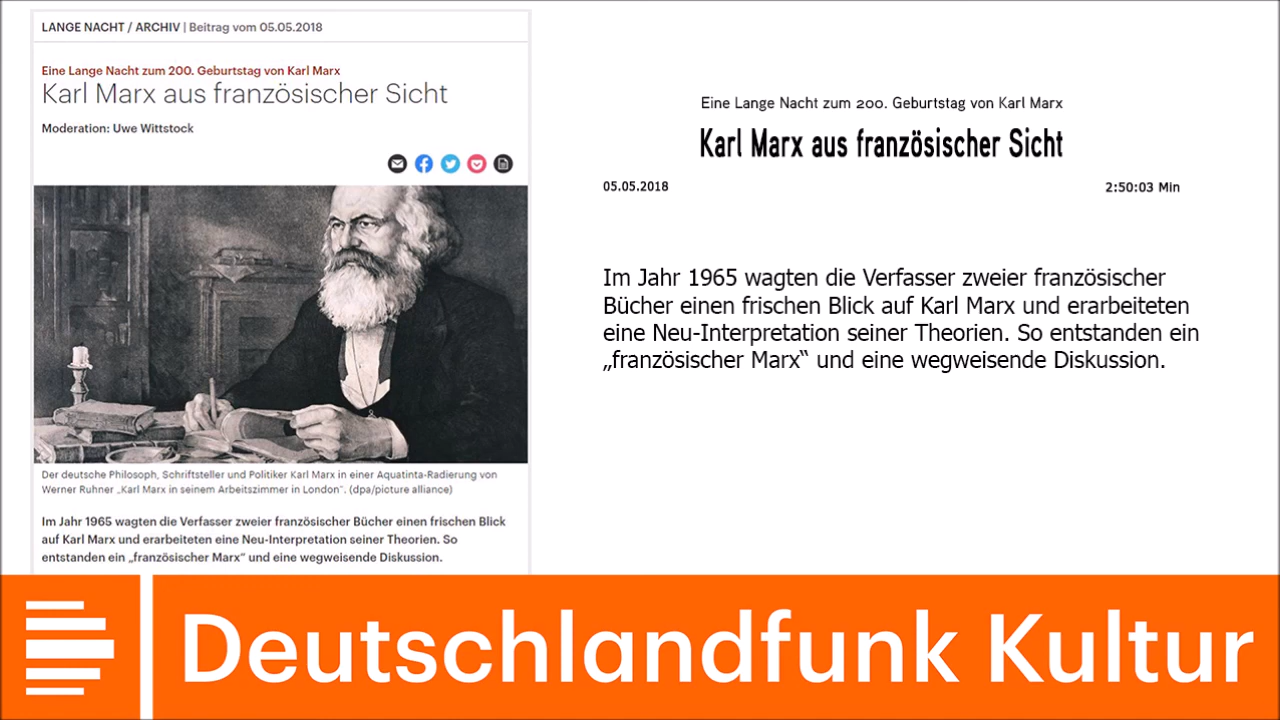 LANGE NACHT / ARCHIV | Beitrag vom 05.05.2018
Eine Lange Nacht zum 200. Geburtstag von Karl Marx
Karl Marx aus französischer Sicht
Moderation: Uwe Wittstock
Der deutsche Philosoph, Schriftsteller und Politiker Karl Marx in einer Aquatinta-Radierung von
Werner Ruhner „Karl Marx in seinem Arbeitszimmer in London“. (dpa/picture alliance)
Im Jahr 1965 wagten die Verfasser zweier französischer Bücher einen frischen Blick
auf Karl Marx und erarbeiteten eine Neu-Interpretation seiner Theorien. So
entstanden ein „französischer Marx“ und eine wegweisende Diskussion.
Eine Lange Nacht zum 200. Geburtstag von Karl Marx
Karl Marx aus französischer Sicht
05.05.2018 2:50:03 Min
Im Jahr 1965 wagten die Verfasser zweier französischer
Bücher einen frischen Blick auf Karl Marx und erarbeiteten
eine Neu-Interpretation seiner Theorien. So entstanden ein
„französischer Marx“ und eine wegweisende Diskussion.
Deutschlandfunk Kultur